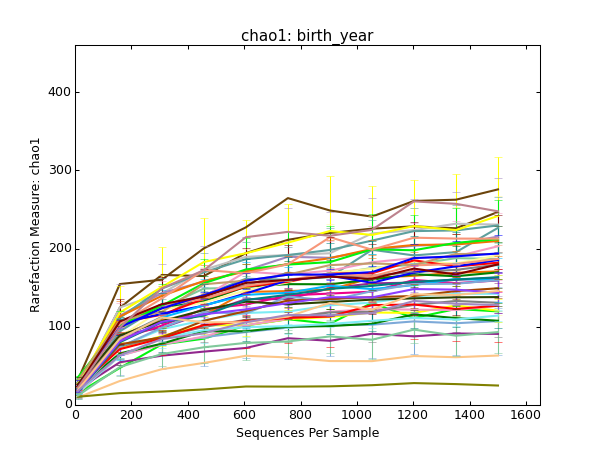 chao1: birth_year
Rarefaction Measure: chao1
400
300
200
100
0
0 200 400 600 800 1000 1200 1400 1600
Sequences Per Sample